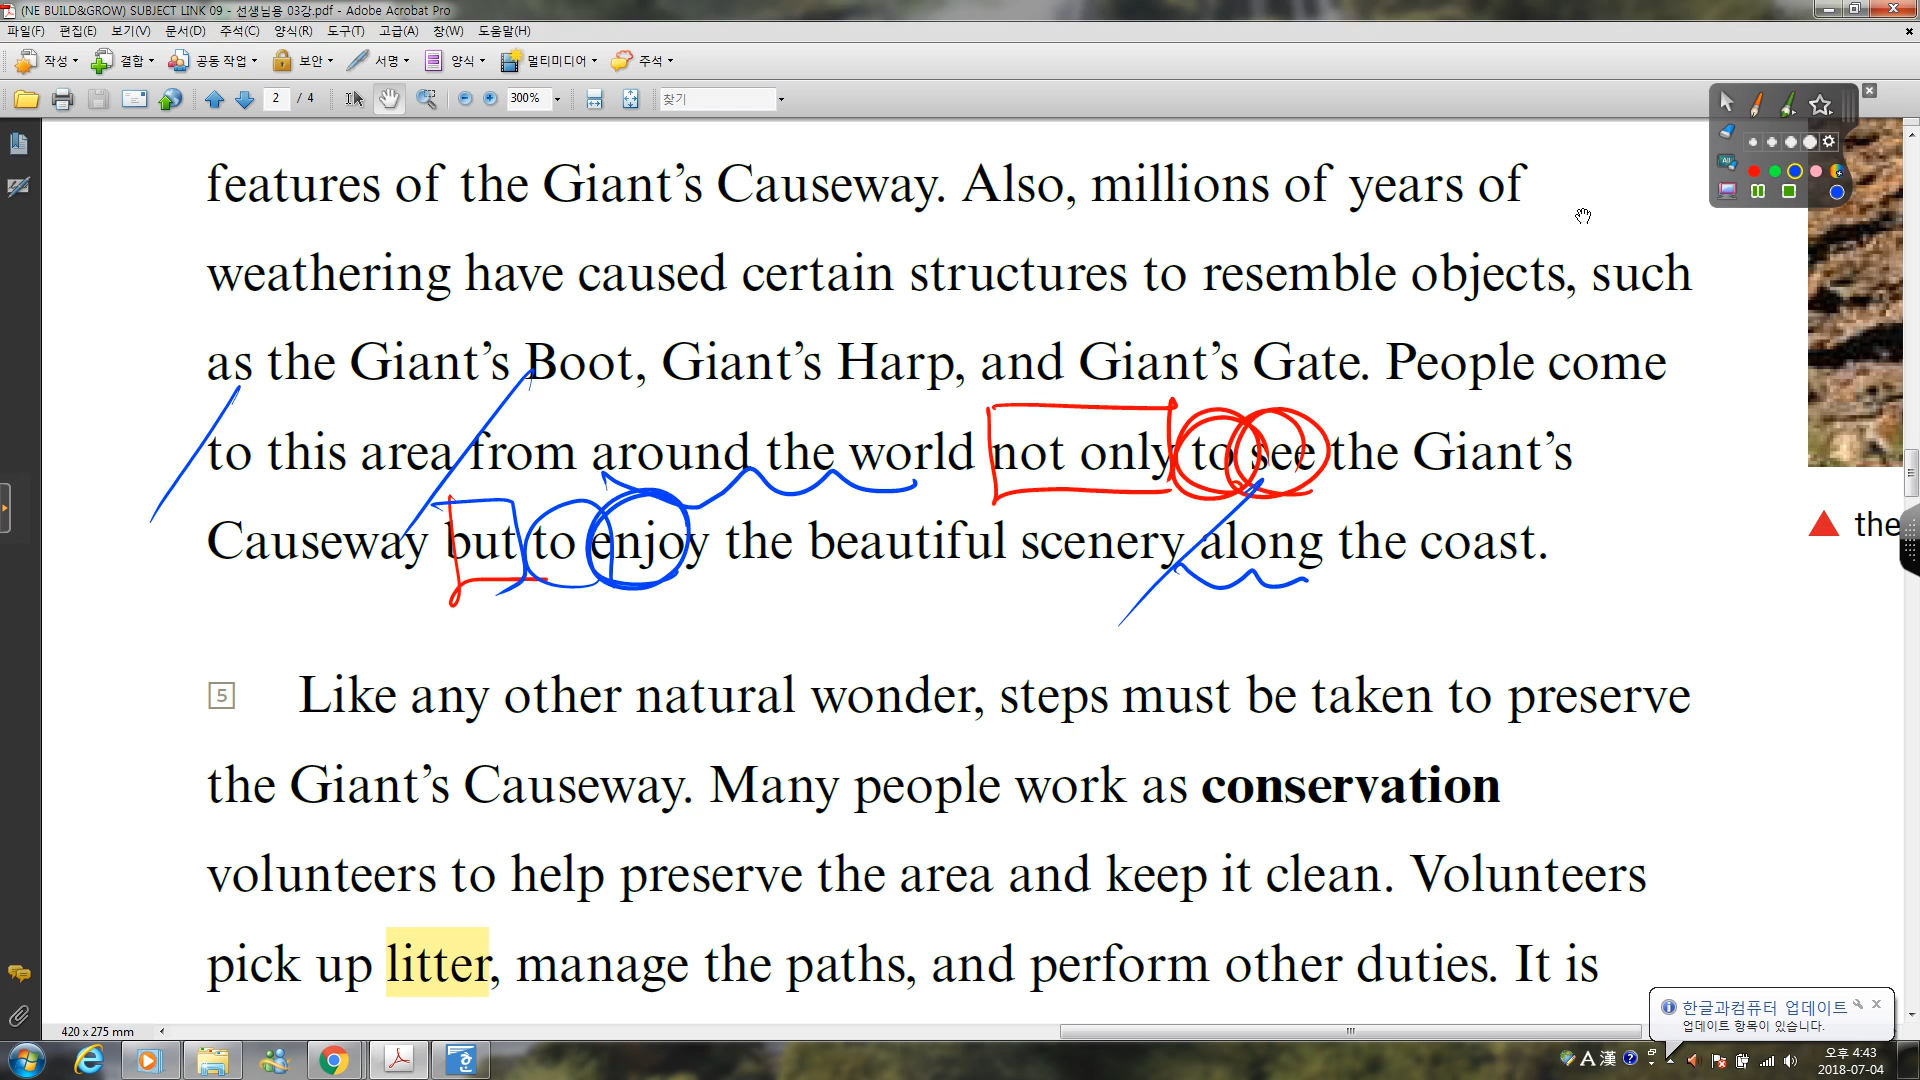 (NE BUILD&GROW) SUBJECT LINK 09 - 선생님용 03강.pdf - Adobe Acrobat Pro
파일(F) 편집(E) 보기(V) 문서(D) 주석(C) 양식(R) 도구(T) 고급(A) 창(W) 도움말(H)
작성 결합 공동 작업 보안 서명 양식 멀티미디어 주석
2 / 4 300% 찾기
features of the Giant’s Causeway. Also, millions of years of
weathering have caused certain structures to resemble objects, such
as the Giant’s Boot, Giant’s Harp, and Giant’s Gate. People come
to this area from around the world not only to see the Giant’s
Causeway but to enjoy the beautiful scenery along the coast.
the
5 Like any other natural wonder, steps must be taken to preserve
the Giant’s Causeway. Many people work as conservation
volunteers to help preserve the area and keep it clean. Volunteers
pick up litter, manage the paths, and perform other duties. It is
한글과컴퓨터 업데이트
업데이트 항목이 있습니다.
420 x 275 mm
A 漢
오후 4:43
2018-07-04